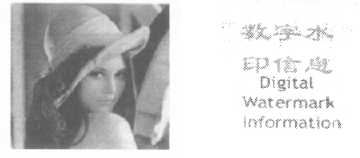 数字水
印信息
Digital
Watermark
Information